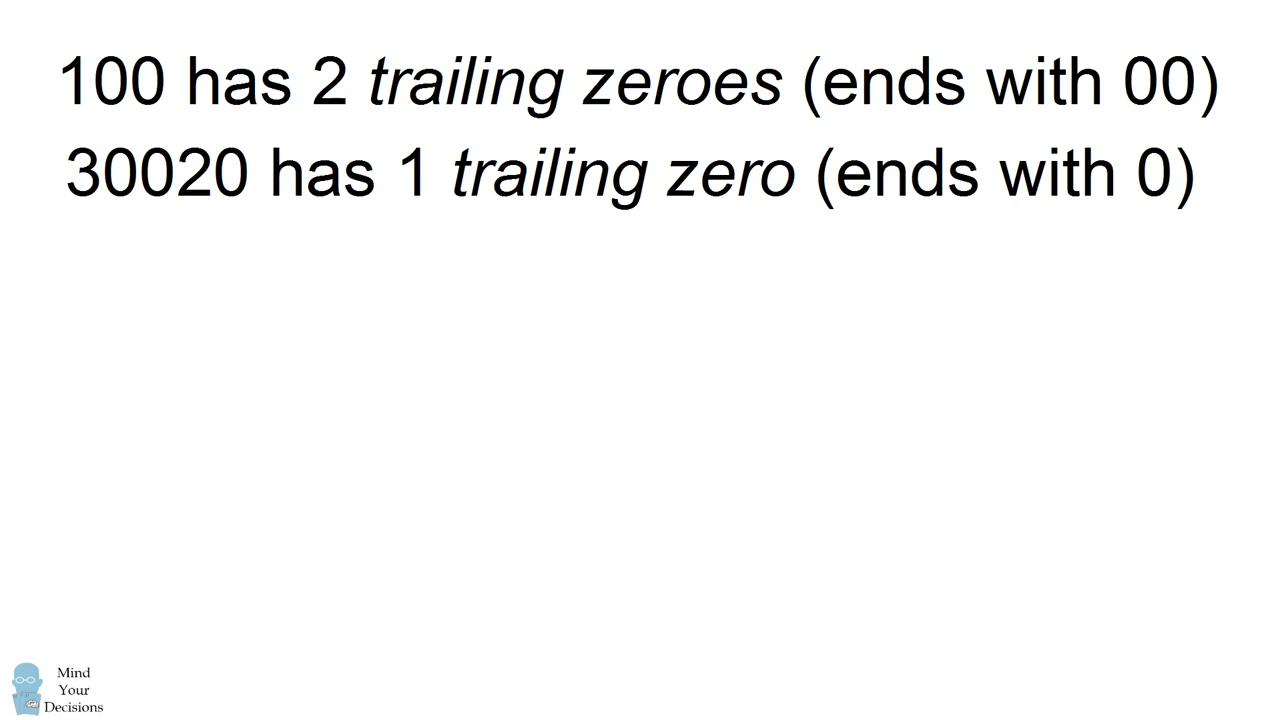 100 has 2 trailing zeroes (ends with 00)
30020 has 1 trailing zero (ends with 0)
Mind
Your
Decisions